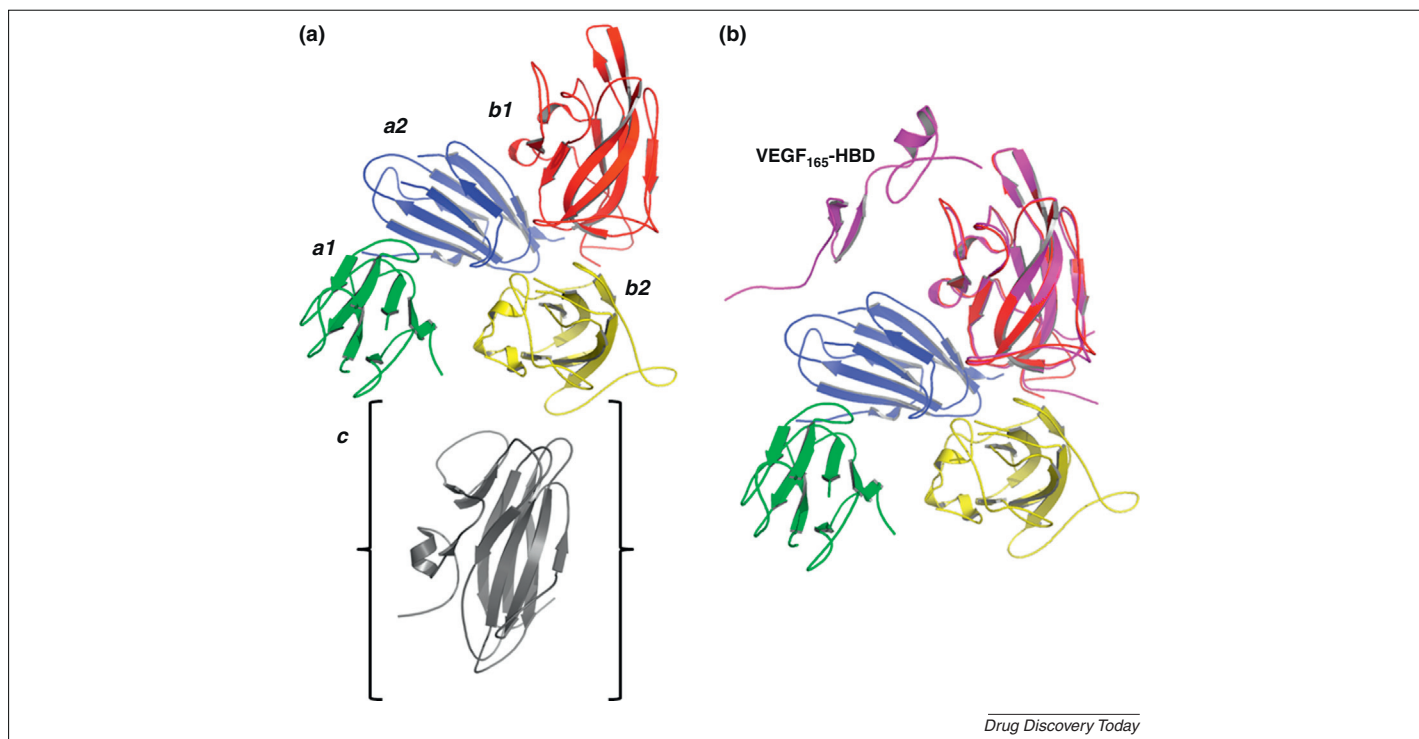 (a)
(b)
b1
a2
VEGF₁₆₅-HBD
a1
b2
c
Drug Discovery Today